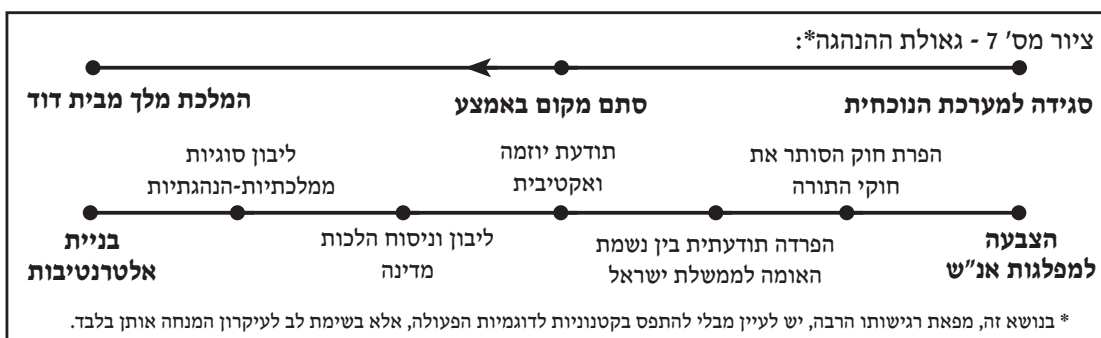 ציור מס' 7 - גאולת ההנהגה*:
סגידה למערכת הנוכחית
סתם מקום באמצע
המלכת מלך מבית דוד
הפרת חוק הסותר את
חוקי התורה
תודעת יוזמה
ואקטיבית
ליבון סוגיות
ממלכתיות-הנהגתיות
הצבעה
למפלגות אנ"ש
הפרדה תודעתית בין נשמת
האומה לממשלת ישראל
ליבון וניסוח הלכות
מדינה
בניית
אלטרנטיבות
* בנושא זה, מפאת רגישותו הרבה, יש לעיין מבלי להתפס בקטנוניות לדוגמיות הפעולה, אלא בשימת לב לעיקרון המנחה אותן בלבד.